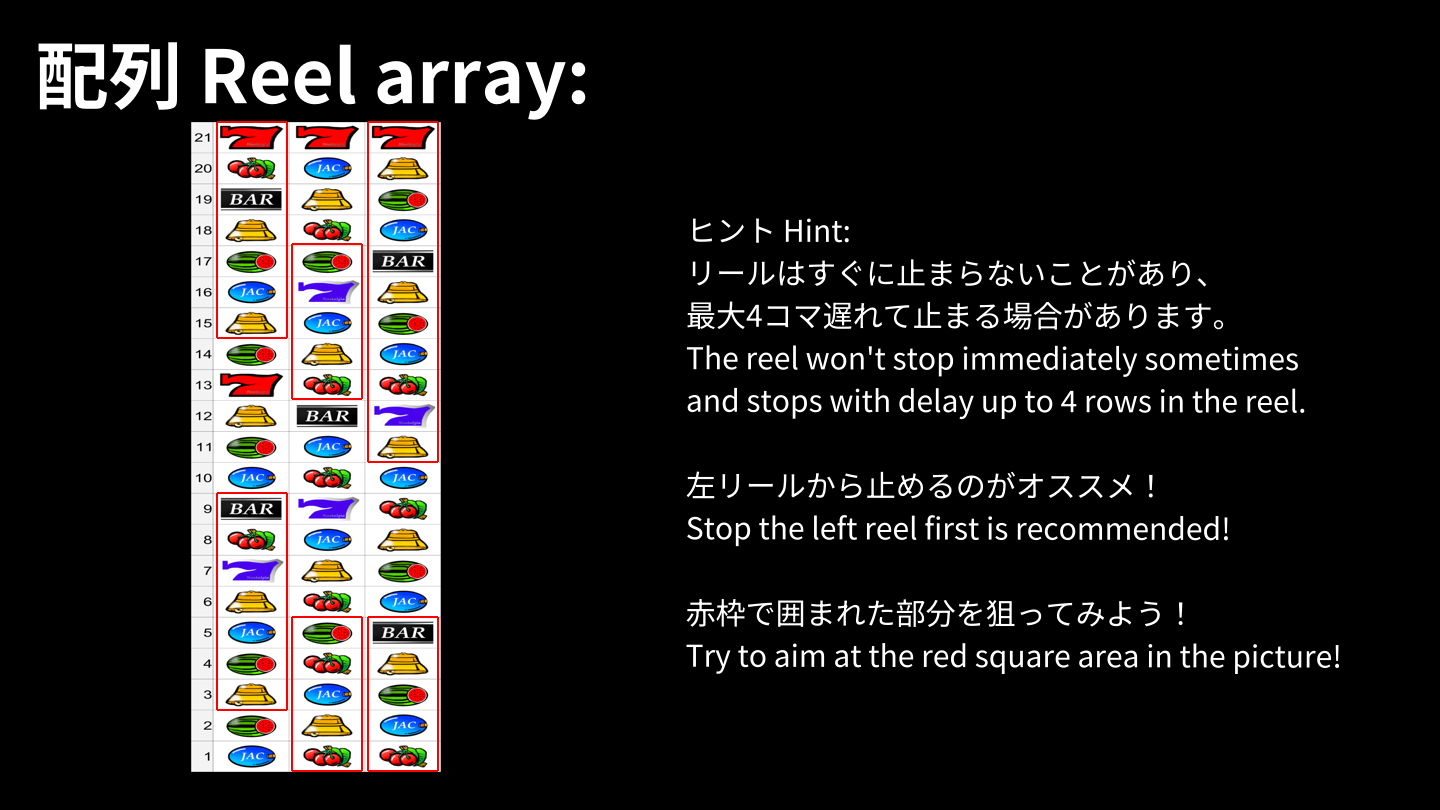 配列 Reel array:
21
20 JAC
19 BAR
18 JAC
17 BAR
16 JAC
15 JAC
14 JAC
13
12 BAR
11 JAC
10 JAC JAC
9 BAR
8 JAC
7
6 JAC
5 JAC BAR
4
3 JAC
2 JAC
1 JAC
ヒント Hint:
リールはすぐに止まらないことがあり、
最大4コマ遅れて止まる場合があります。
The reel won't stop immediately sometimes
and stops with delay up to 4 rows in the reel.
左リールから止めるのがオススメ！
Stop the left reel first is recommended!
赤枠で囲まれた部分を狙ってみよう！
Try to aim at the red square area in the picture!